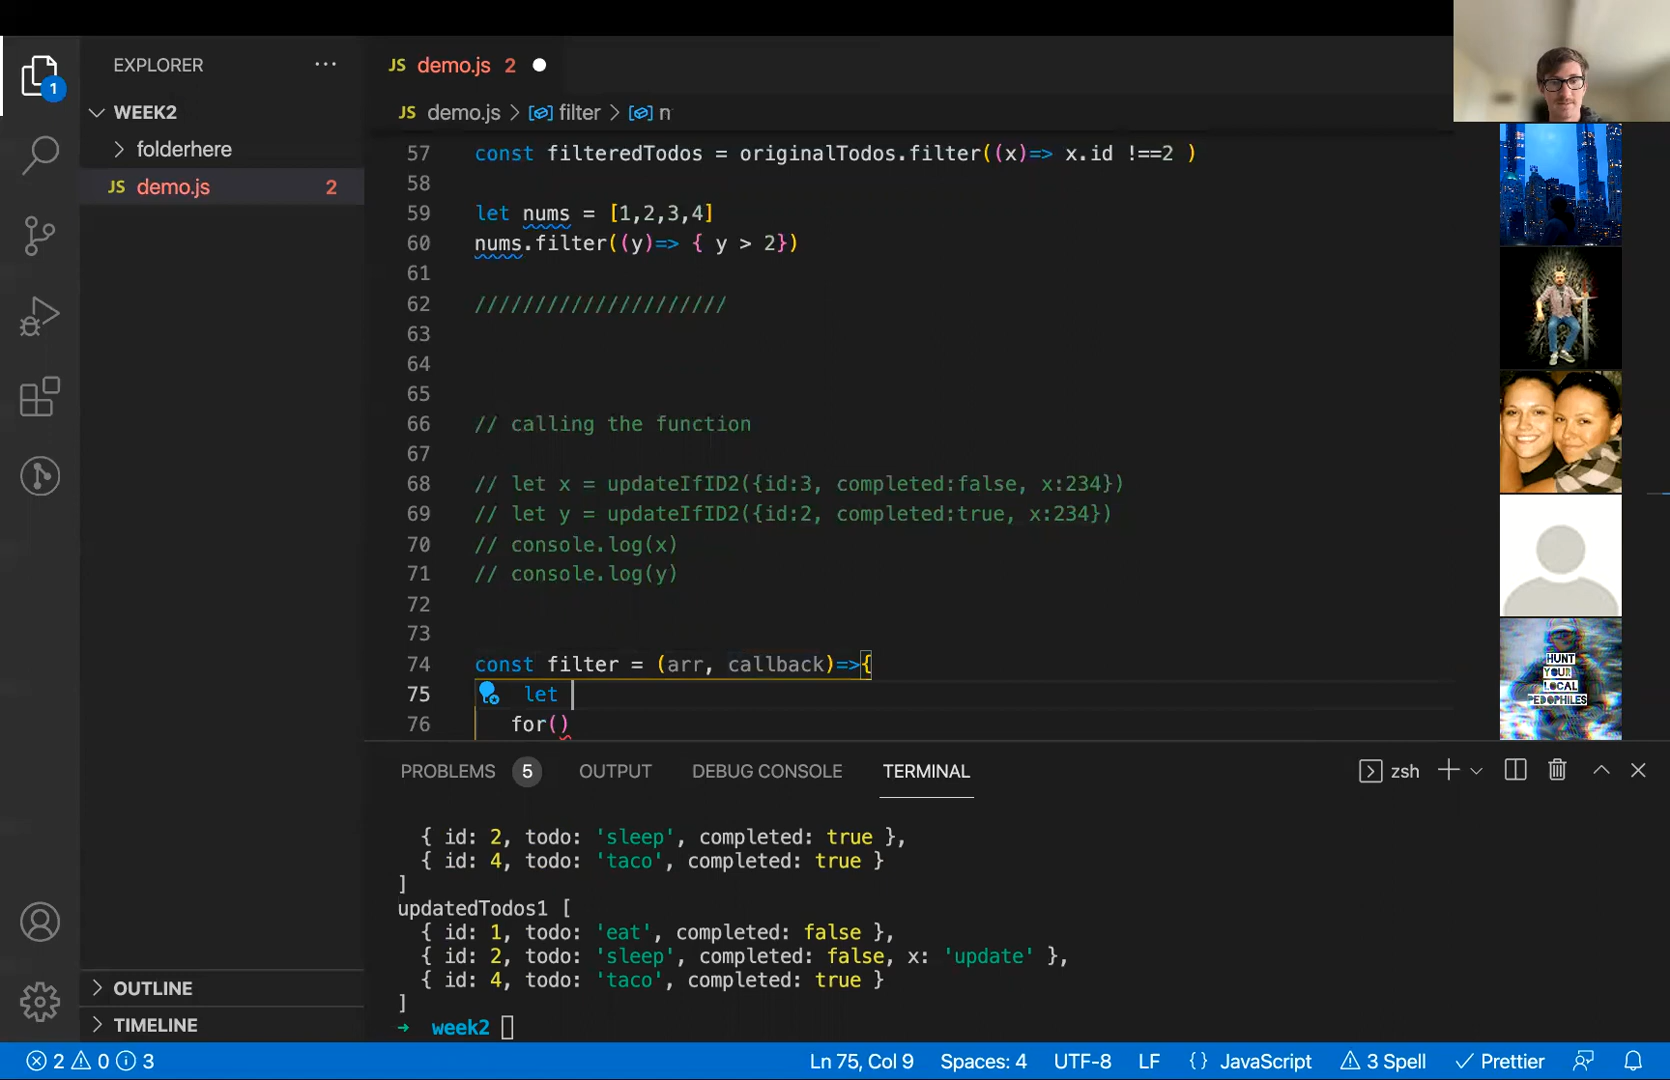 EXPLORER
WEEK2
folderhere
JS demo.js 2
OUTLINE
TIMELINE
1
JS demo.js 2
JS demo.js > filter > n
57 const filteredTodos = originalTodos.filter((x)=> x.id !==2 )
58
59 let nums = [1,2,3,4]
60 nums.filter((y)=> { y > 2})
61
62 /////////////////////
63
64
65
66 // calling the function
67
68 // let x = updateIfID2({id:3, completed:false, x:234})
69 // let y = updateIfID2({id:2, completed:true, x:234})
70 // console.log(x)
71 // console.log(y)
72
73
74 const filter = (arr, callback)=>{
75 let
76 for()
PROBLEMS 5 OUTPUT DEBUG CONSOLE TERMINAL zsh
{ id: 2, todo: 'sleep', completed: true },
{ id: 4, todo: 'taco', completed: true }
]
updatedTodos1 [
{ id: 1, todo: 'eat', completed: false },
{ id: 2, todo: 'sleep', completed: false, x: 'update' },
{ id: 4, todo: 'taco', completed: true }
]
→ week2
HUNT
YOUR
LOCAL
PEDOPHILES
2 0 3 Ln 75, Col 9 Spaces: 4 UTF-8 LF {} JavaScript 3 Spell Prettier